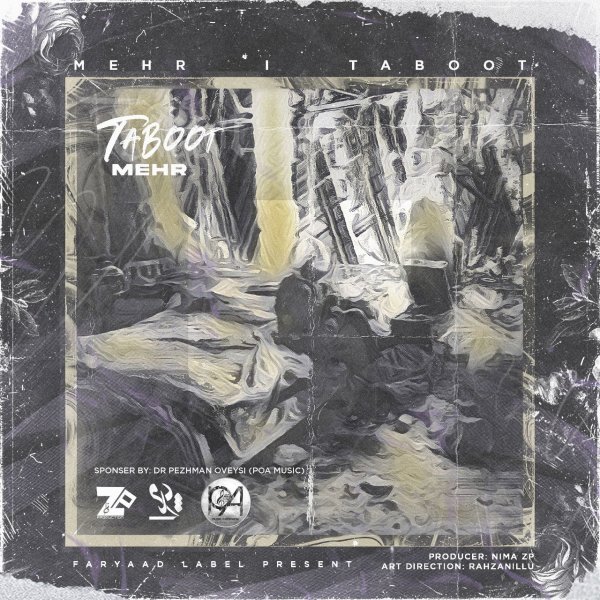 MEHR I TABOOT
TABOOT
MEHR
SPONSER BY: DR PEZHMAN OVEYSI (POA MUSIC)
PRODUCER: NIMA ZP
FARYAAD LABEL PRESENT
ART DIRECTION: RAHZANILLU